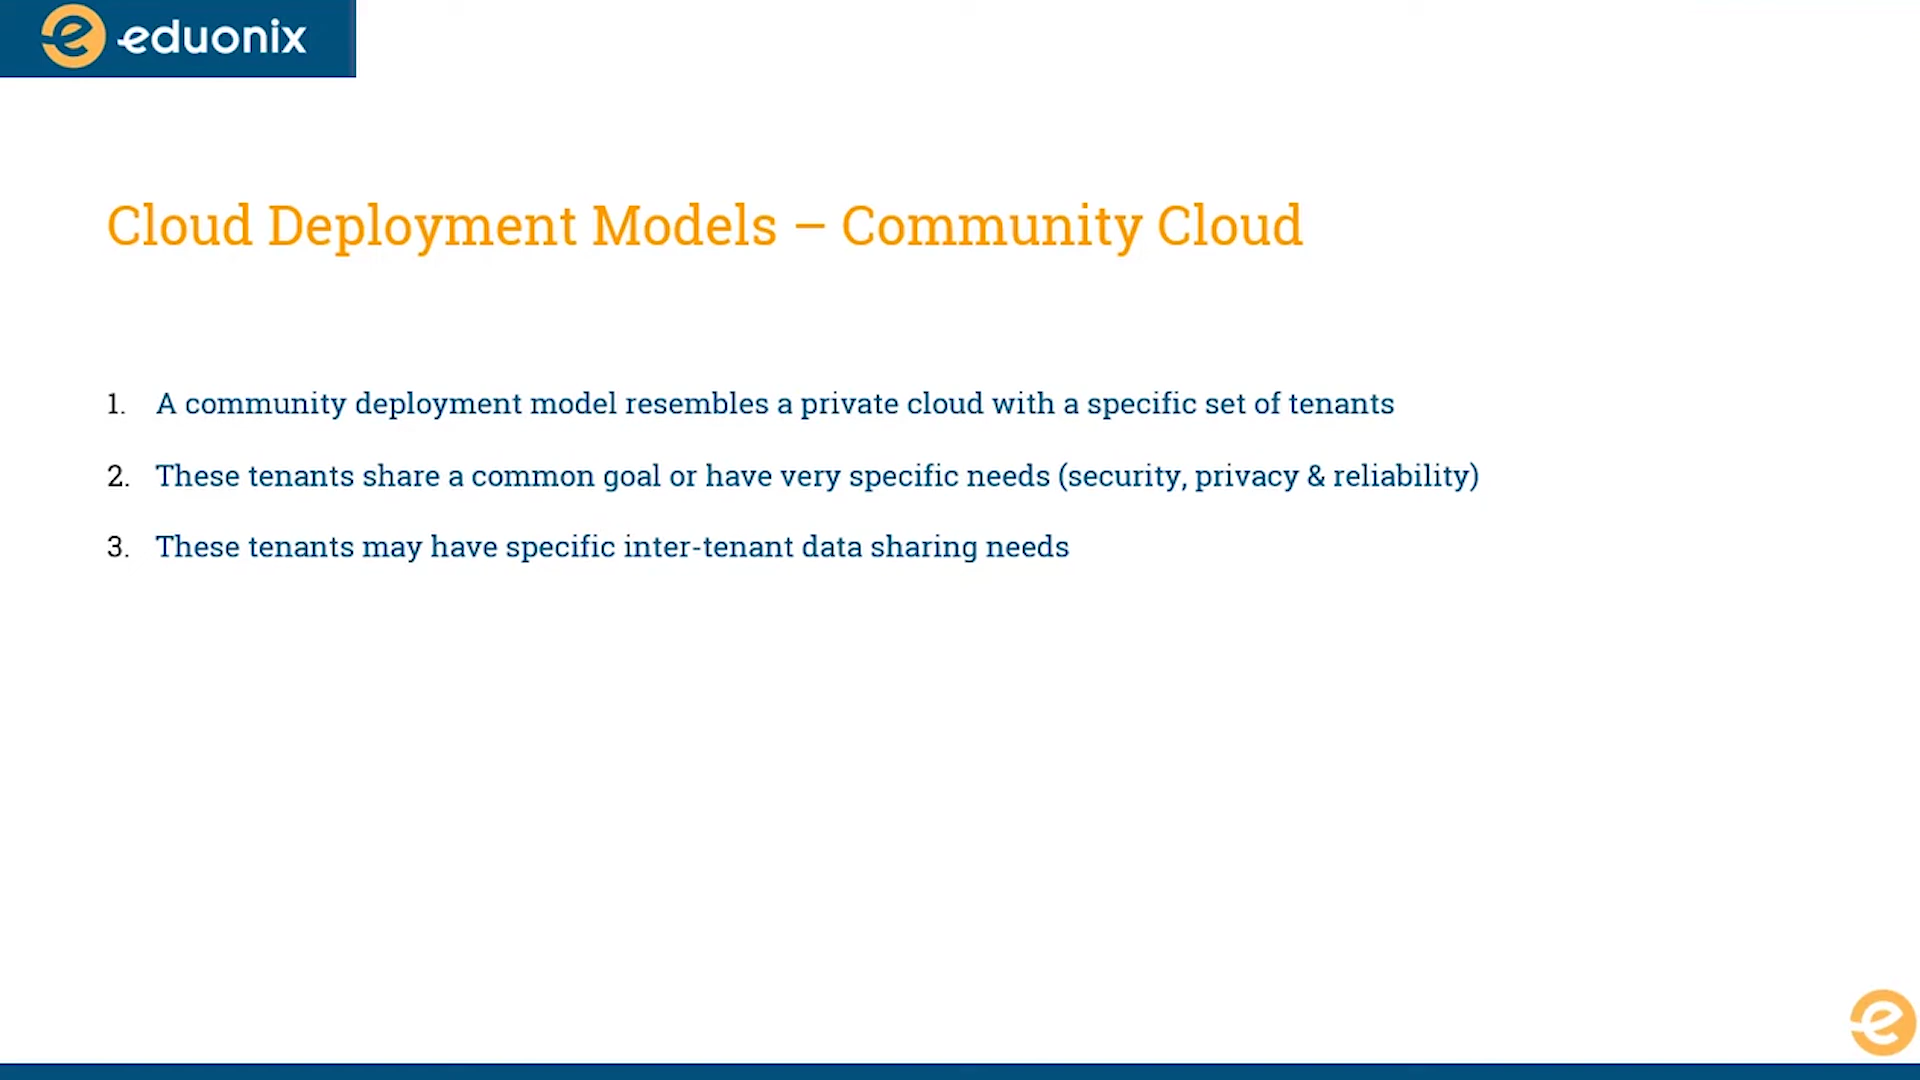 eduonix
Cloud Deployment Models – Community Cloud
1. A community deployment model resembles a private cloud with a specific set of tenants
2. These tenants share a common goal or have very specific needs (security, privacy & reliability)
3. These tenants may have specific inter-tenant data sharing needs